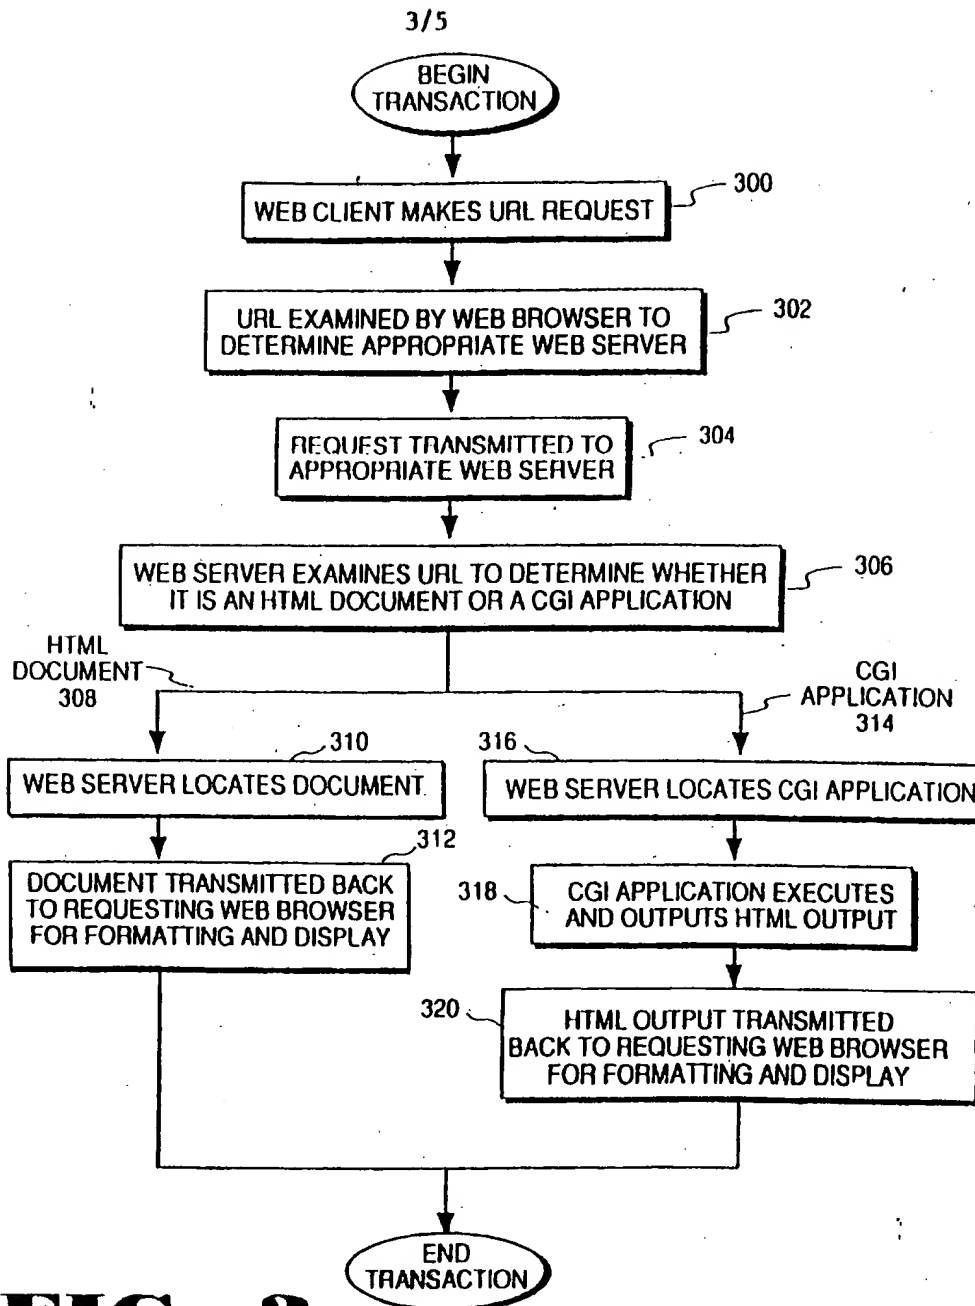 3/5
BEGIN
TRANSACTION
WEB CLIENT MAKES URL REQUEST
300
URL EXAMINED BY WEB BROWSER TO
DETERMINE APPROPRIATE WEB SERVER
302
REQUEST TRANSMITTED TO
APPROPRIATE WEB SERVER
304
WEB SERVER EXAMINES URL TO DETERMINE WHETHER
IT IS AN HTML DOCUMENT OR A CGI APPLICATION
306
HTML
DOCUMENT
308
CGI
APPLICATION
314
310
WEB SERVER LOCATES DOCUMENT
316
WEB SERVER LOCATES CGI APPLICATION
312
DOCUMENT TRANSMITTED BACK
TO REQUESTING WEB BROWSER
FOR FORMATTING AND DISPLAY
318
CGI APPLICATION EXECUTES
AND OUTPUTS HTML OUTPUT
320
HTML OUTPUT TRANSMITTED
BACK TO REQUESTING WEB BROWSER
FOR FORMATTING AND DISPLAY
END
TRANSACTION
FIG. 3